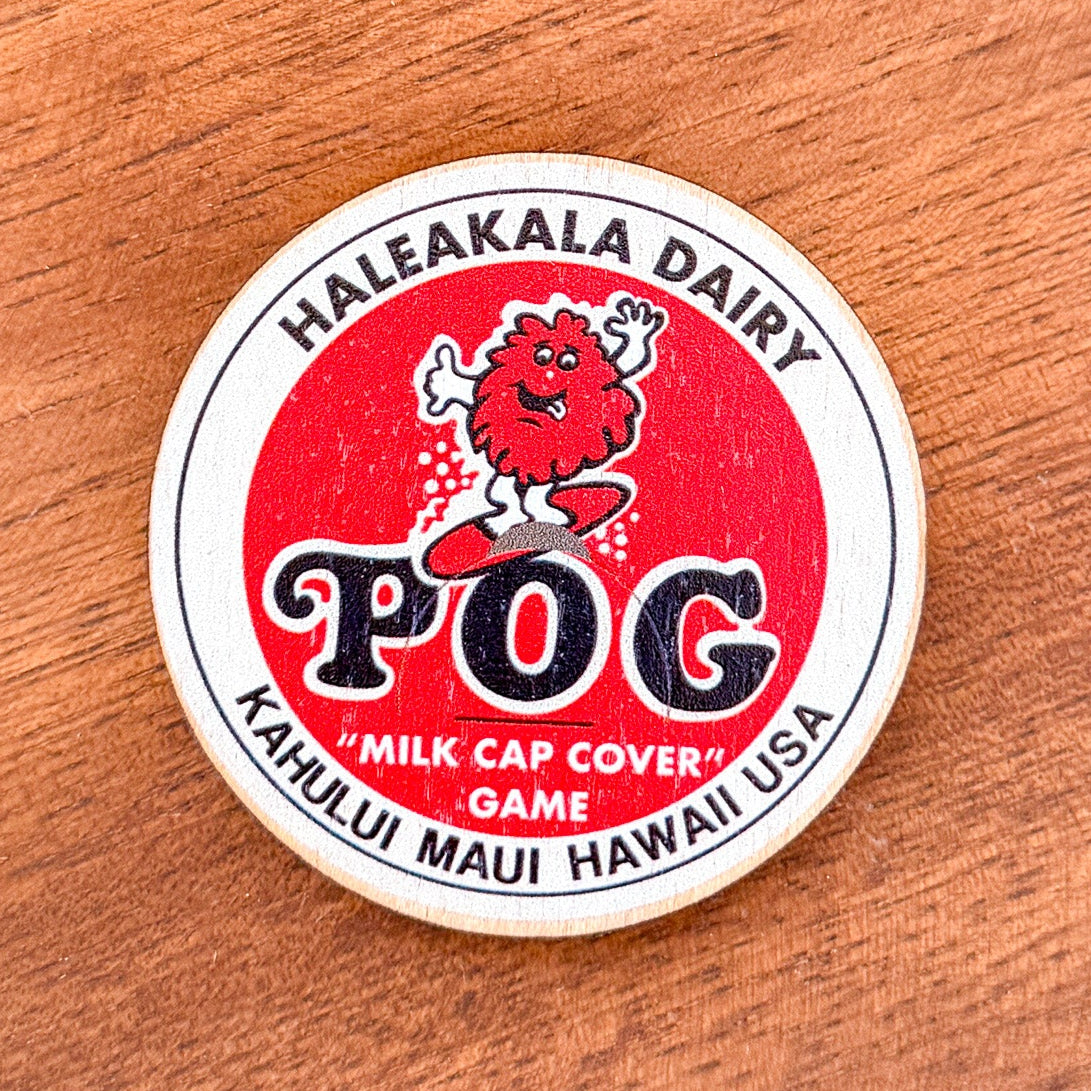 HALEAKALA DAIRY
POG
"MILK CAP COVER"
GAME
KAHULUI MAUI HAWAII USA